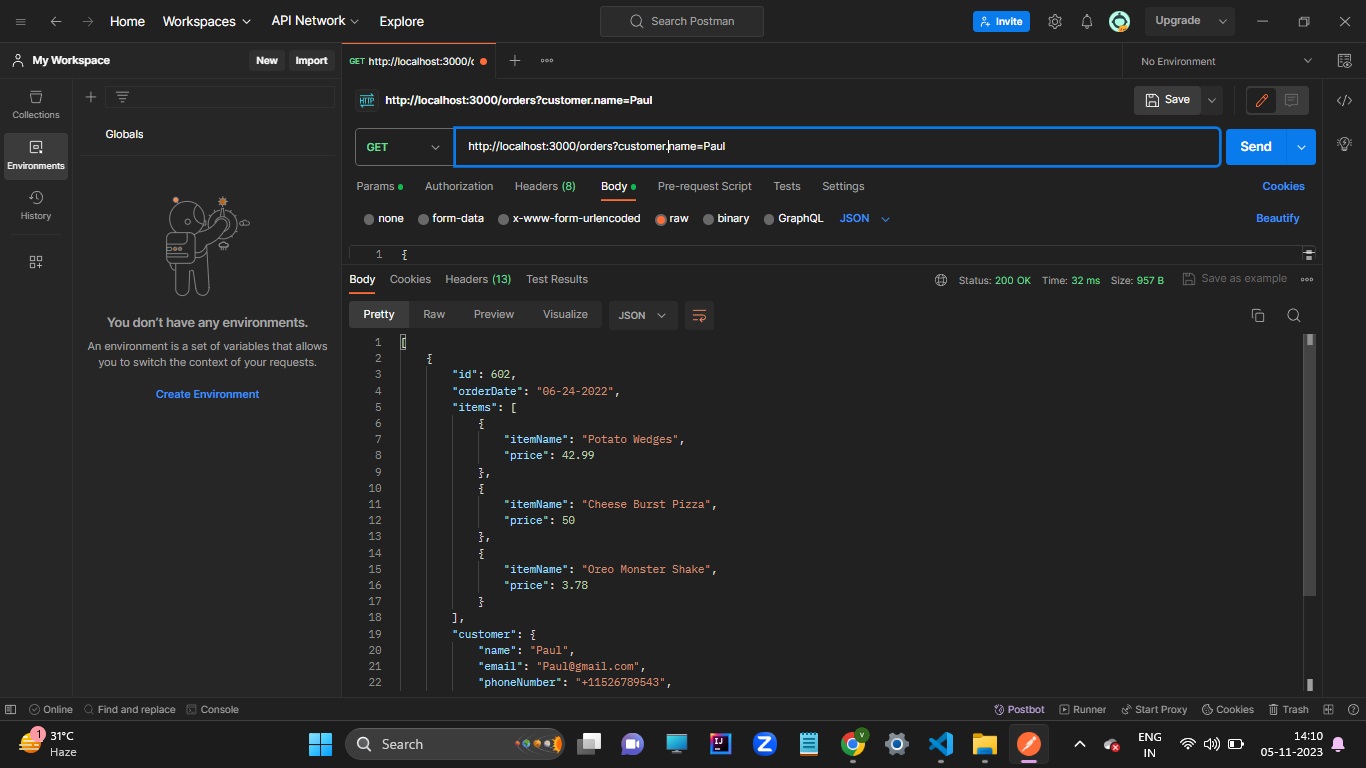 Home Workspaces API Network Explore Search Postman Invite Upgrade
My Workspace New Import GET http://localhost:3000/c No Environment
Collections
Environments
History
Globals
You don't have any environments.
An environment is a set of variables that allows
you to switch the context of your requests.
Create Environment
HTTP http://localhost:3000/orders?customer.name=Paul Save
GET http://localhost:3000/orders?customer.name=Paul Send
Params Authorization Headers (8) Body Pre-request Script Tests Settings Cookies
none form-data x-www-form-urlencoded raw binary GraphQL JSON Beautify
1 {
Body Cookies Headers (13) Test Results Status: 200 OK Time: 32 ms Size: 957 B Save as example
Pretty Raw Preview Visualize JSON
1 [
2 {
3 "id": 602,
4 "orderDate": "06-24-2022",
5 "items": [
6 {
7 "itemName": "Potato Wedges",
8 "price": 42.99
9 },
10 {
11 "itemName": "Cheese Burst Pizza",
12 "price": 50
13 },
14 {
15 "itemName": "Oreo Monster Shake",
16 "price": 3.78
17 }
18 ],
19 "customer": {
20 "name": "Paul",
21 "email": "Paul@gmail.com",
22 "phoneNumber": "+11526789543",
Online Find and replace Console Postbot Runner Start Proxy Cookies Trash
1 31°C
Haze
Search
V
ENG
IN
14:10
05-11-2023